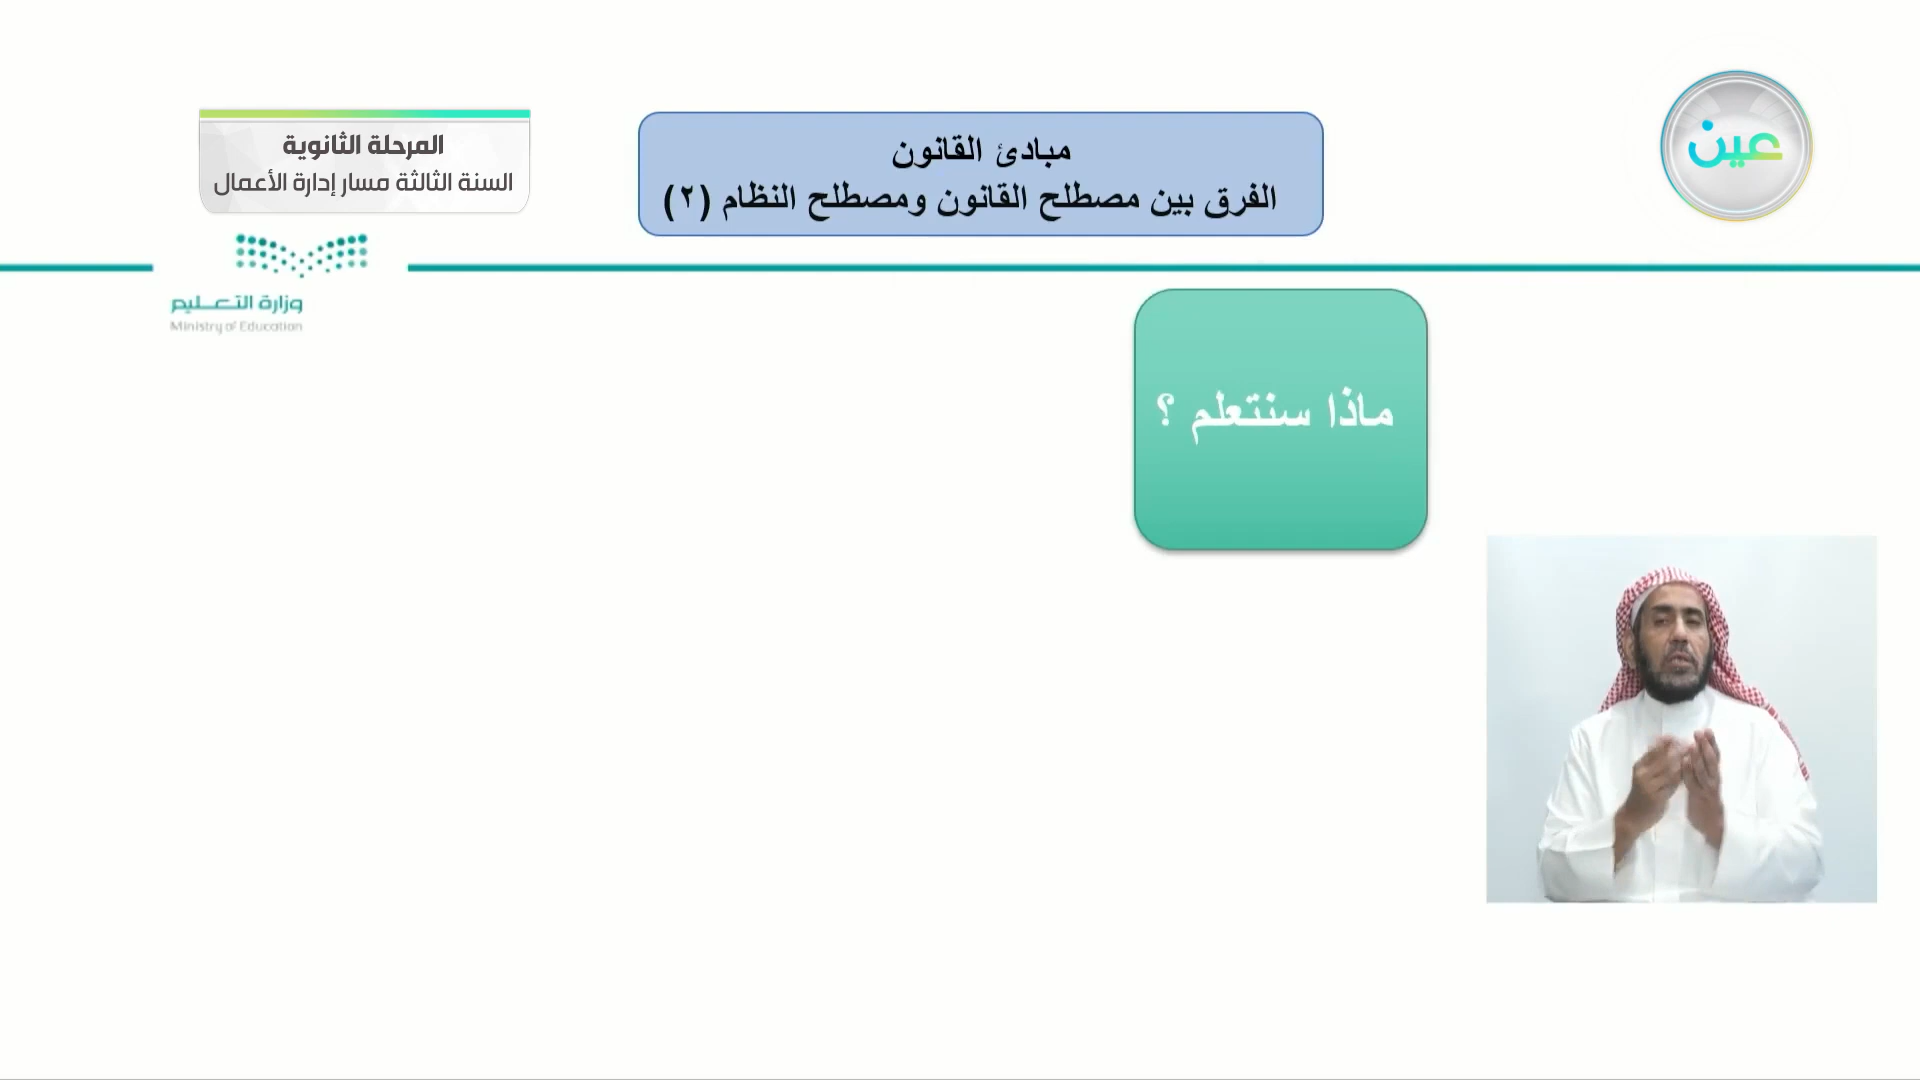 عين
مبادئ القانون
الفرق بين مصطلح القانون ومصطلح النظام (٢)
المرحلة الثانوية
السنة الثالثة مسار إدارة الأعمال
وزارة التعليم
Ministry of Education
ماذا سنتعلم ؟